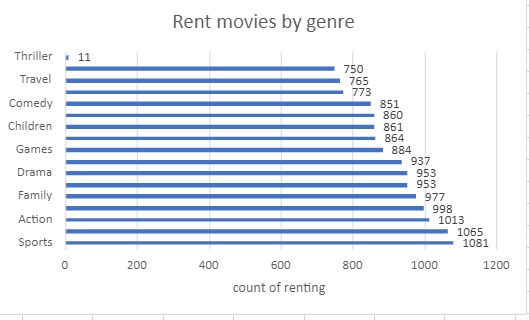 Rent movies by genre
Thriller 11
750
Travel 765
773
Comedy 851
860
Children 861
864
Games 884
937
Drama 953
953
Family 977
998
Action 1013
1065
Sports 1081
0 200 400 600 800 1000 1200
count of renting